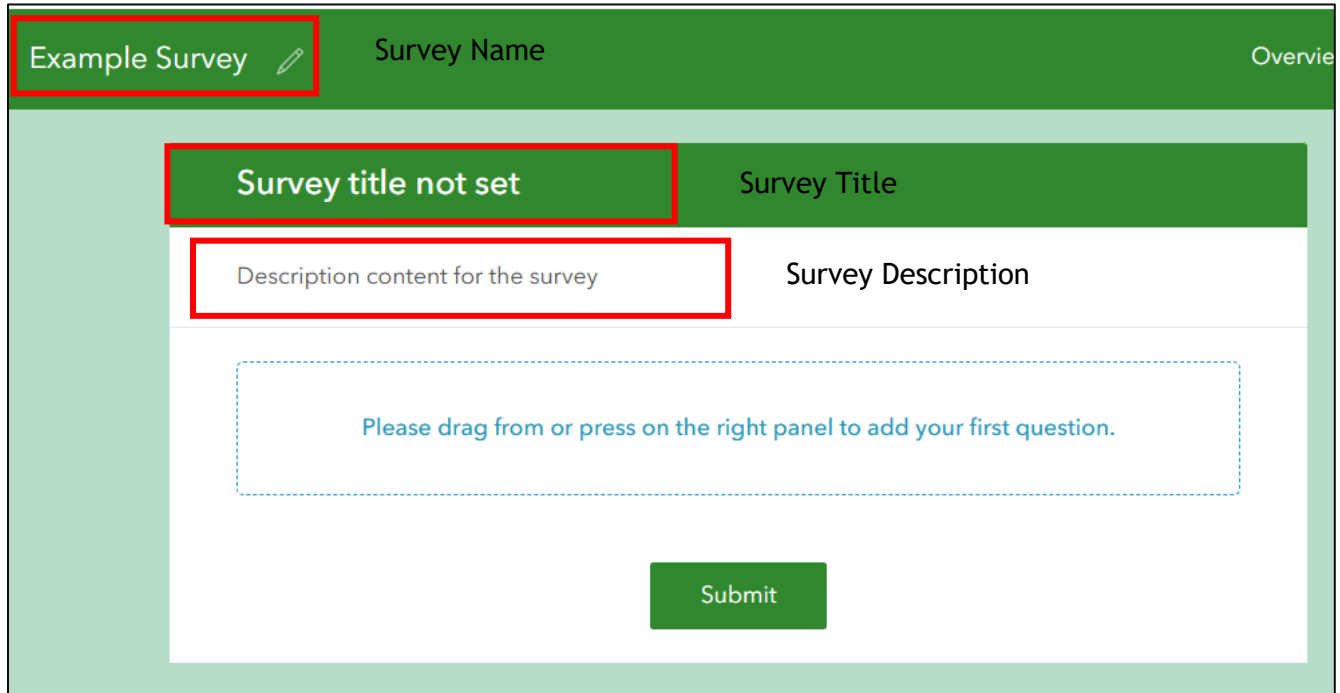 Example Survey Survey Name Overvie
Survey title not set Survey Title
Description content for the survey Survey Description
Please drag from or press on the right panel to add your first question.
Submit